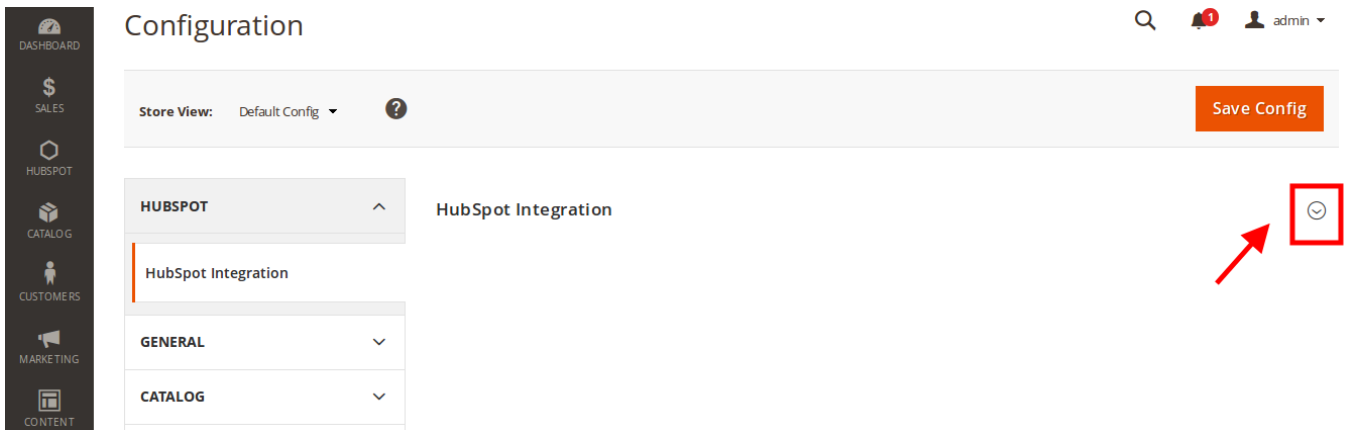 DASHBOARD
SALES
HUBSPOT
CATALOG
CUSTOMERS
MARKETING
CONTENT
Configuration
1
admin
Store View: Default Config ?
Save Config
HUBSPOT
HubSpot Integration
GENERAL
CATALOG
HubSpot Integration